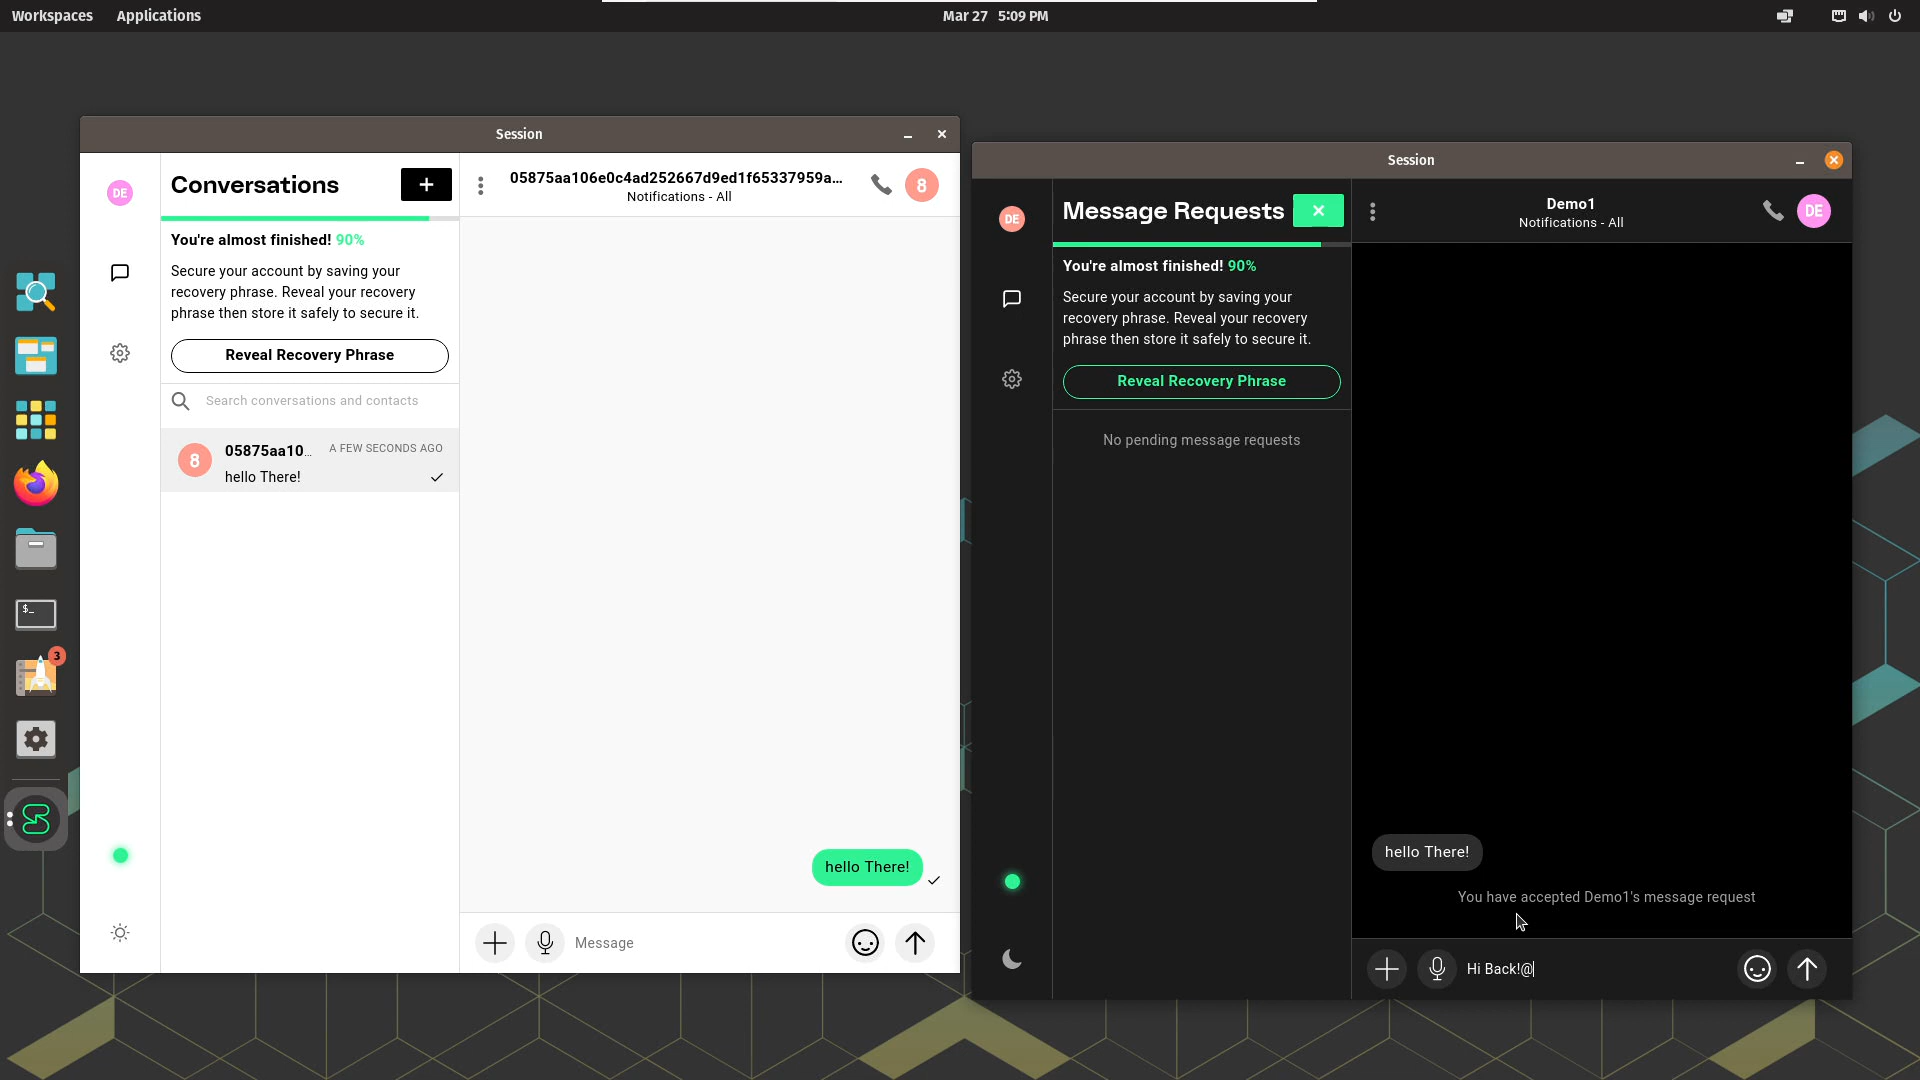 Workspaces Applications Mar 27 5:09 PM
Session
DE
Conversations
+
You're almost finished! 90%
Secure your account by saving your
recovery phrase. Reveal your recovery
phrase then store it safely to secure it.
Reveal Recovery Phrase
Search conversations and contacts
8
05875aa10... A FEW SECONDS AGO
hello There!
05875aa106e0c4ad252667d9ed1f65337959a...
Notifications - All
8
hello There!
Message
Session
DE
Message Requests
You're almost finished! 90%
Secure your account by saving your
recovery phrase. Reveal your recovery
phrase then store it safely to secure it.
Reveal Recovery Phrase
No pending message requests
Demo1
Notifications - All
DE
hello There!
You have accepted Demo1's message request
Hi Back!@
$_
3